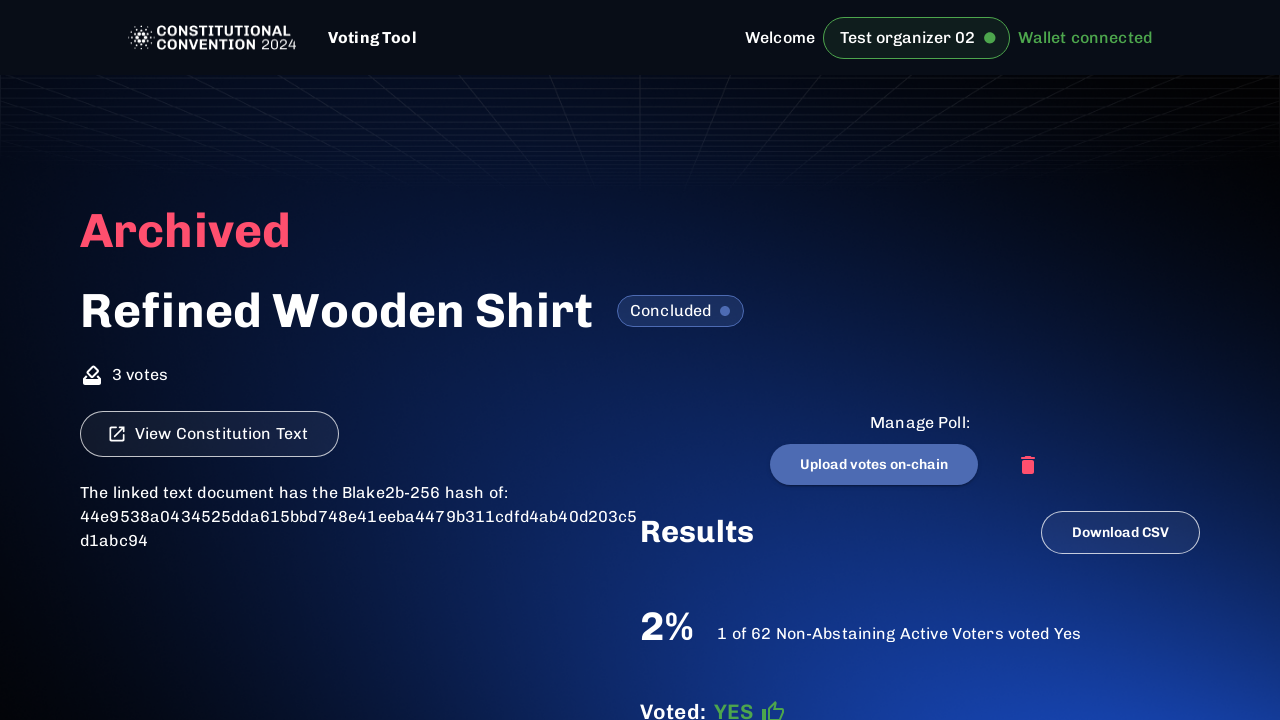 CONSTITUTIONAL
CONVENTION 2024
Voting Tool
Welcome
Test organizer 02
Wallet connected
Archived
Refined Wooden Shirt
Concluded
3 votes
View Constitution Text
Manage Poll:
Upload votes on-chain
The linked text document has the Blake2b-256 hash of:
44e9538a0434525dda615bbd748e41eeba4479b311cdfd4ab40d203c5
d1abc94
Results
Download CSV
2%
1 of 62 Non-Abstaining Active Voters voted Yes
Voted: YES